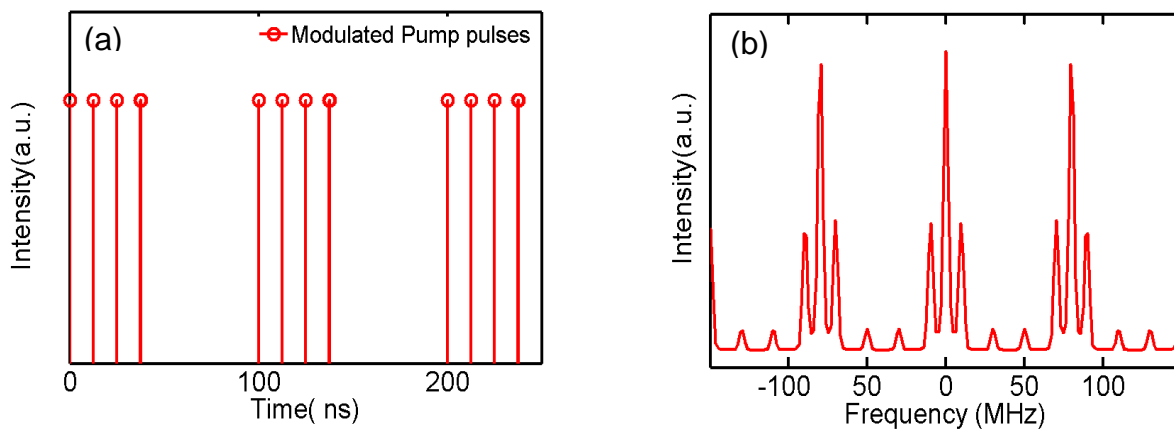 (a)
Modulated Pump pulses
Intensity(a.u.)
0
100
200
Time( ns)
(b)
Intensity(a.u.)
-100
50
0
50
100
Frequency (MHz)